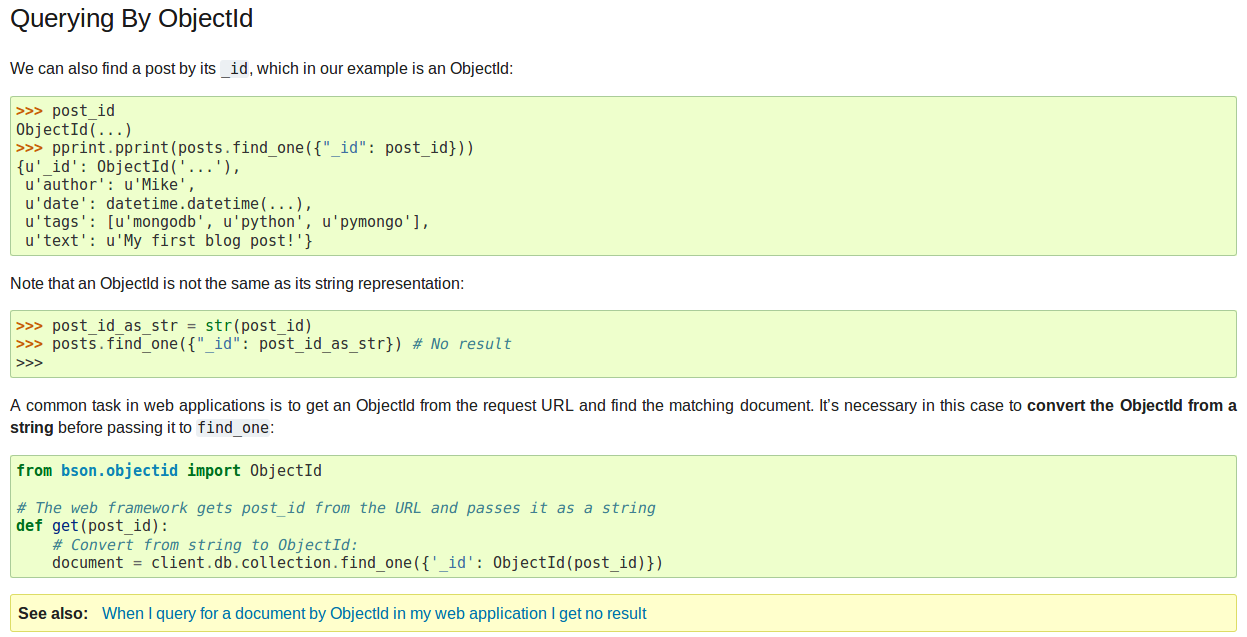 Querying By ObjectId
We can also find a post by its _id, which in our example is an ObjectId:
>>> post_id
ObjectId(...)
>>> pprint.pprint(posts.find_one({"_id": post_id}))
{u'_id': ObjectId('...'),
 u'author': u'Mike',
 u'date': datetime.datetime(...),
 u'tags': [u'mongodb', u'python', u'pymongo'],
 u'text': u'My first blog post!'}
Note that an ObjectId is not the same as its string representation:
>>> post_id_as_str = str(post_id)
>>> posts.find_one({"_id": post_id_as_str}) # No result
>>>
A common task in web applications is to get an ObjectId from the request URL and find the matching document. It’s necessary in this case to convert the ObjectId from a
string before passing it to find_one:
from bson.objectid import ObjectId
# The web framework gets post_id from the URL and passes it as a string
def get(post_id):
    # Convert from string to ObjectId:
    document = client.db.collection.find_one({'_id': ObjectId(post_id)})
See also: When I query for a document by ObjectId in my web application I get no result